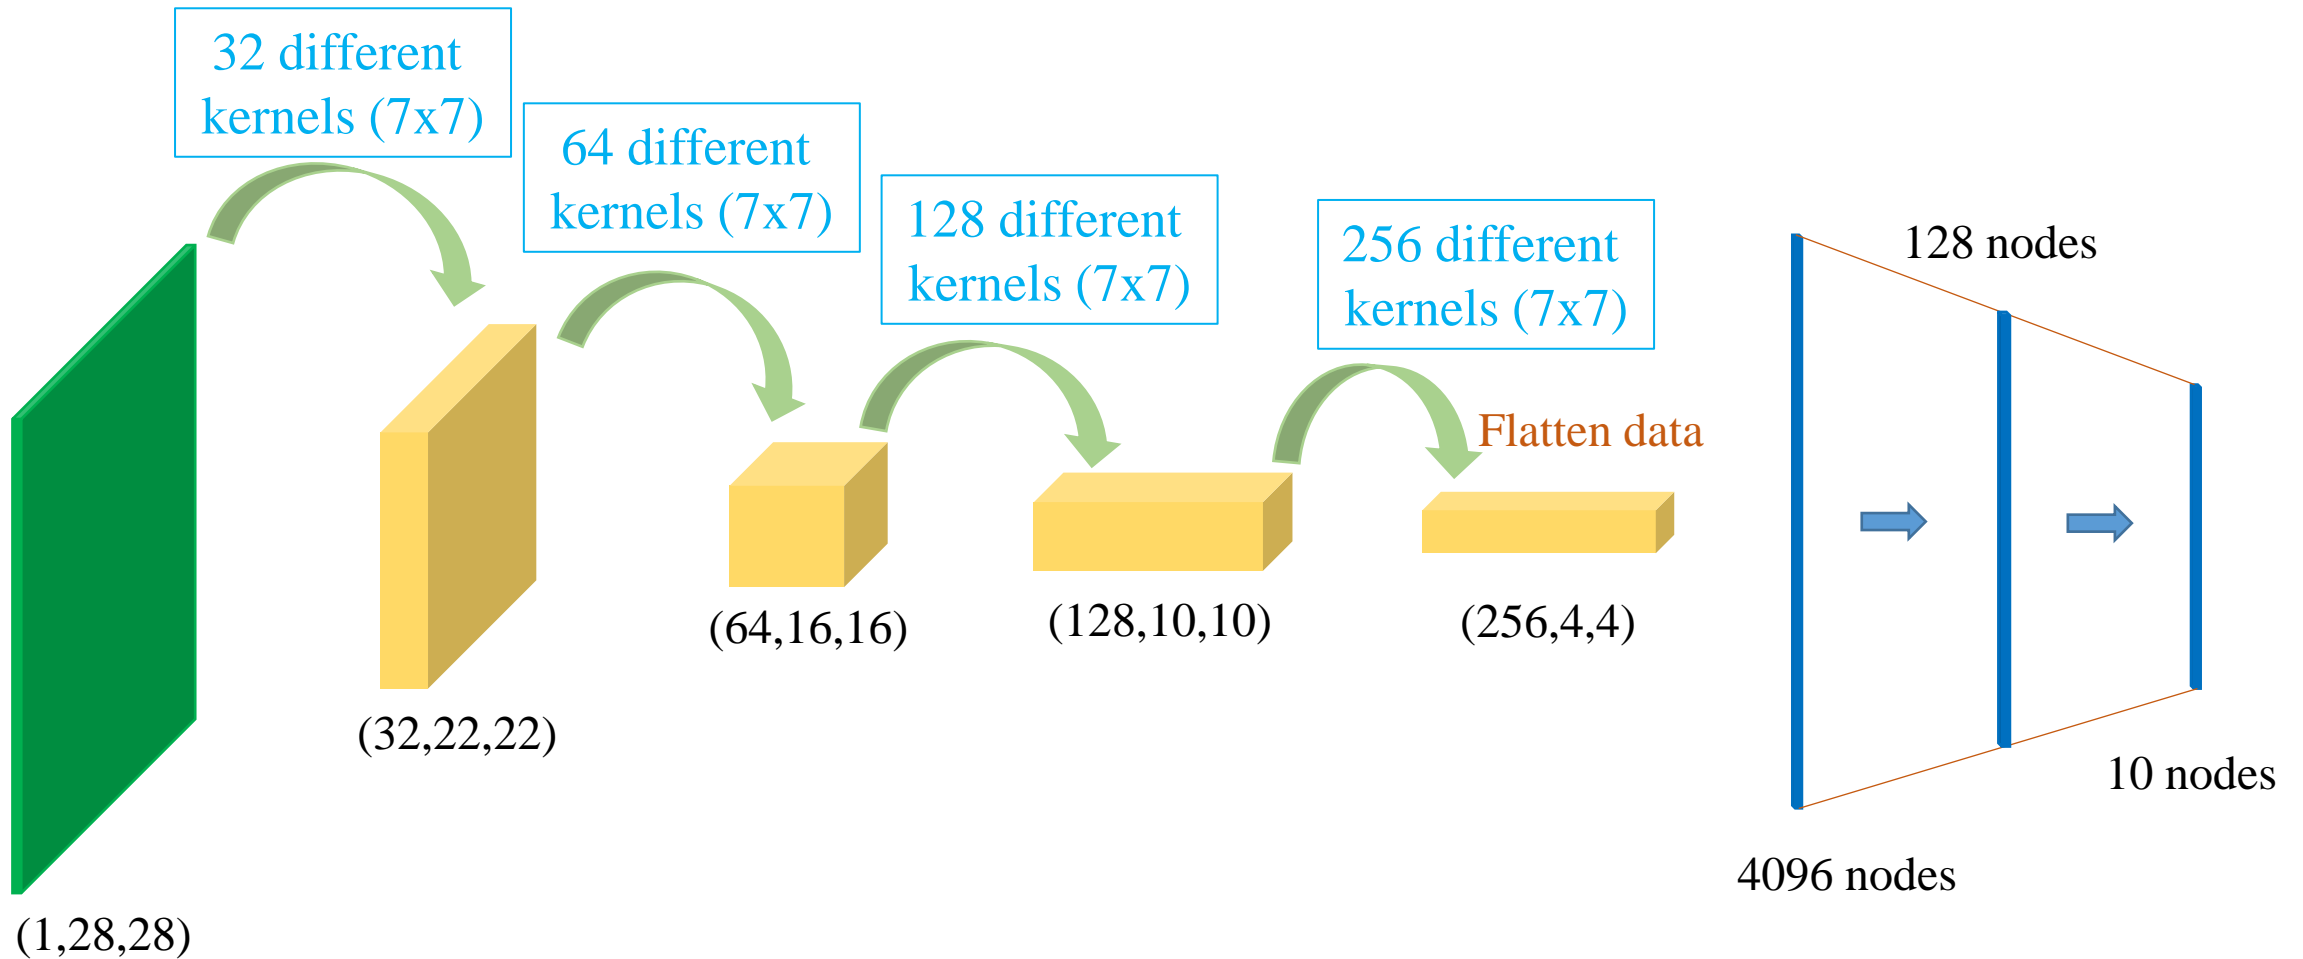 32 different
kernels (7x7)
64 different
kernels (7x7)
128 different
kernels (7x7)
256 different
kernels (7x7)
128 nodes
Flatten data
(64,16,16)
(128,10,10)
(256,4,4)
(32,22,22)
10 nodes
4096 nodes
(1,28,28)